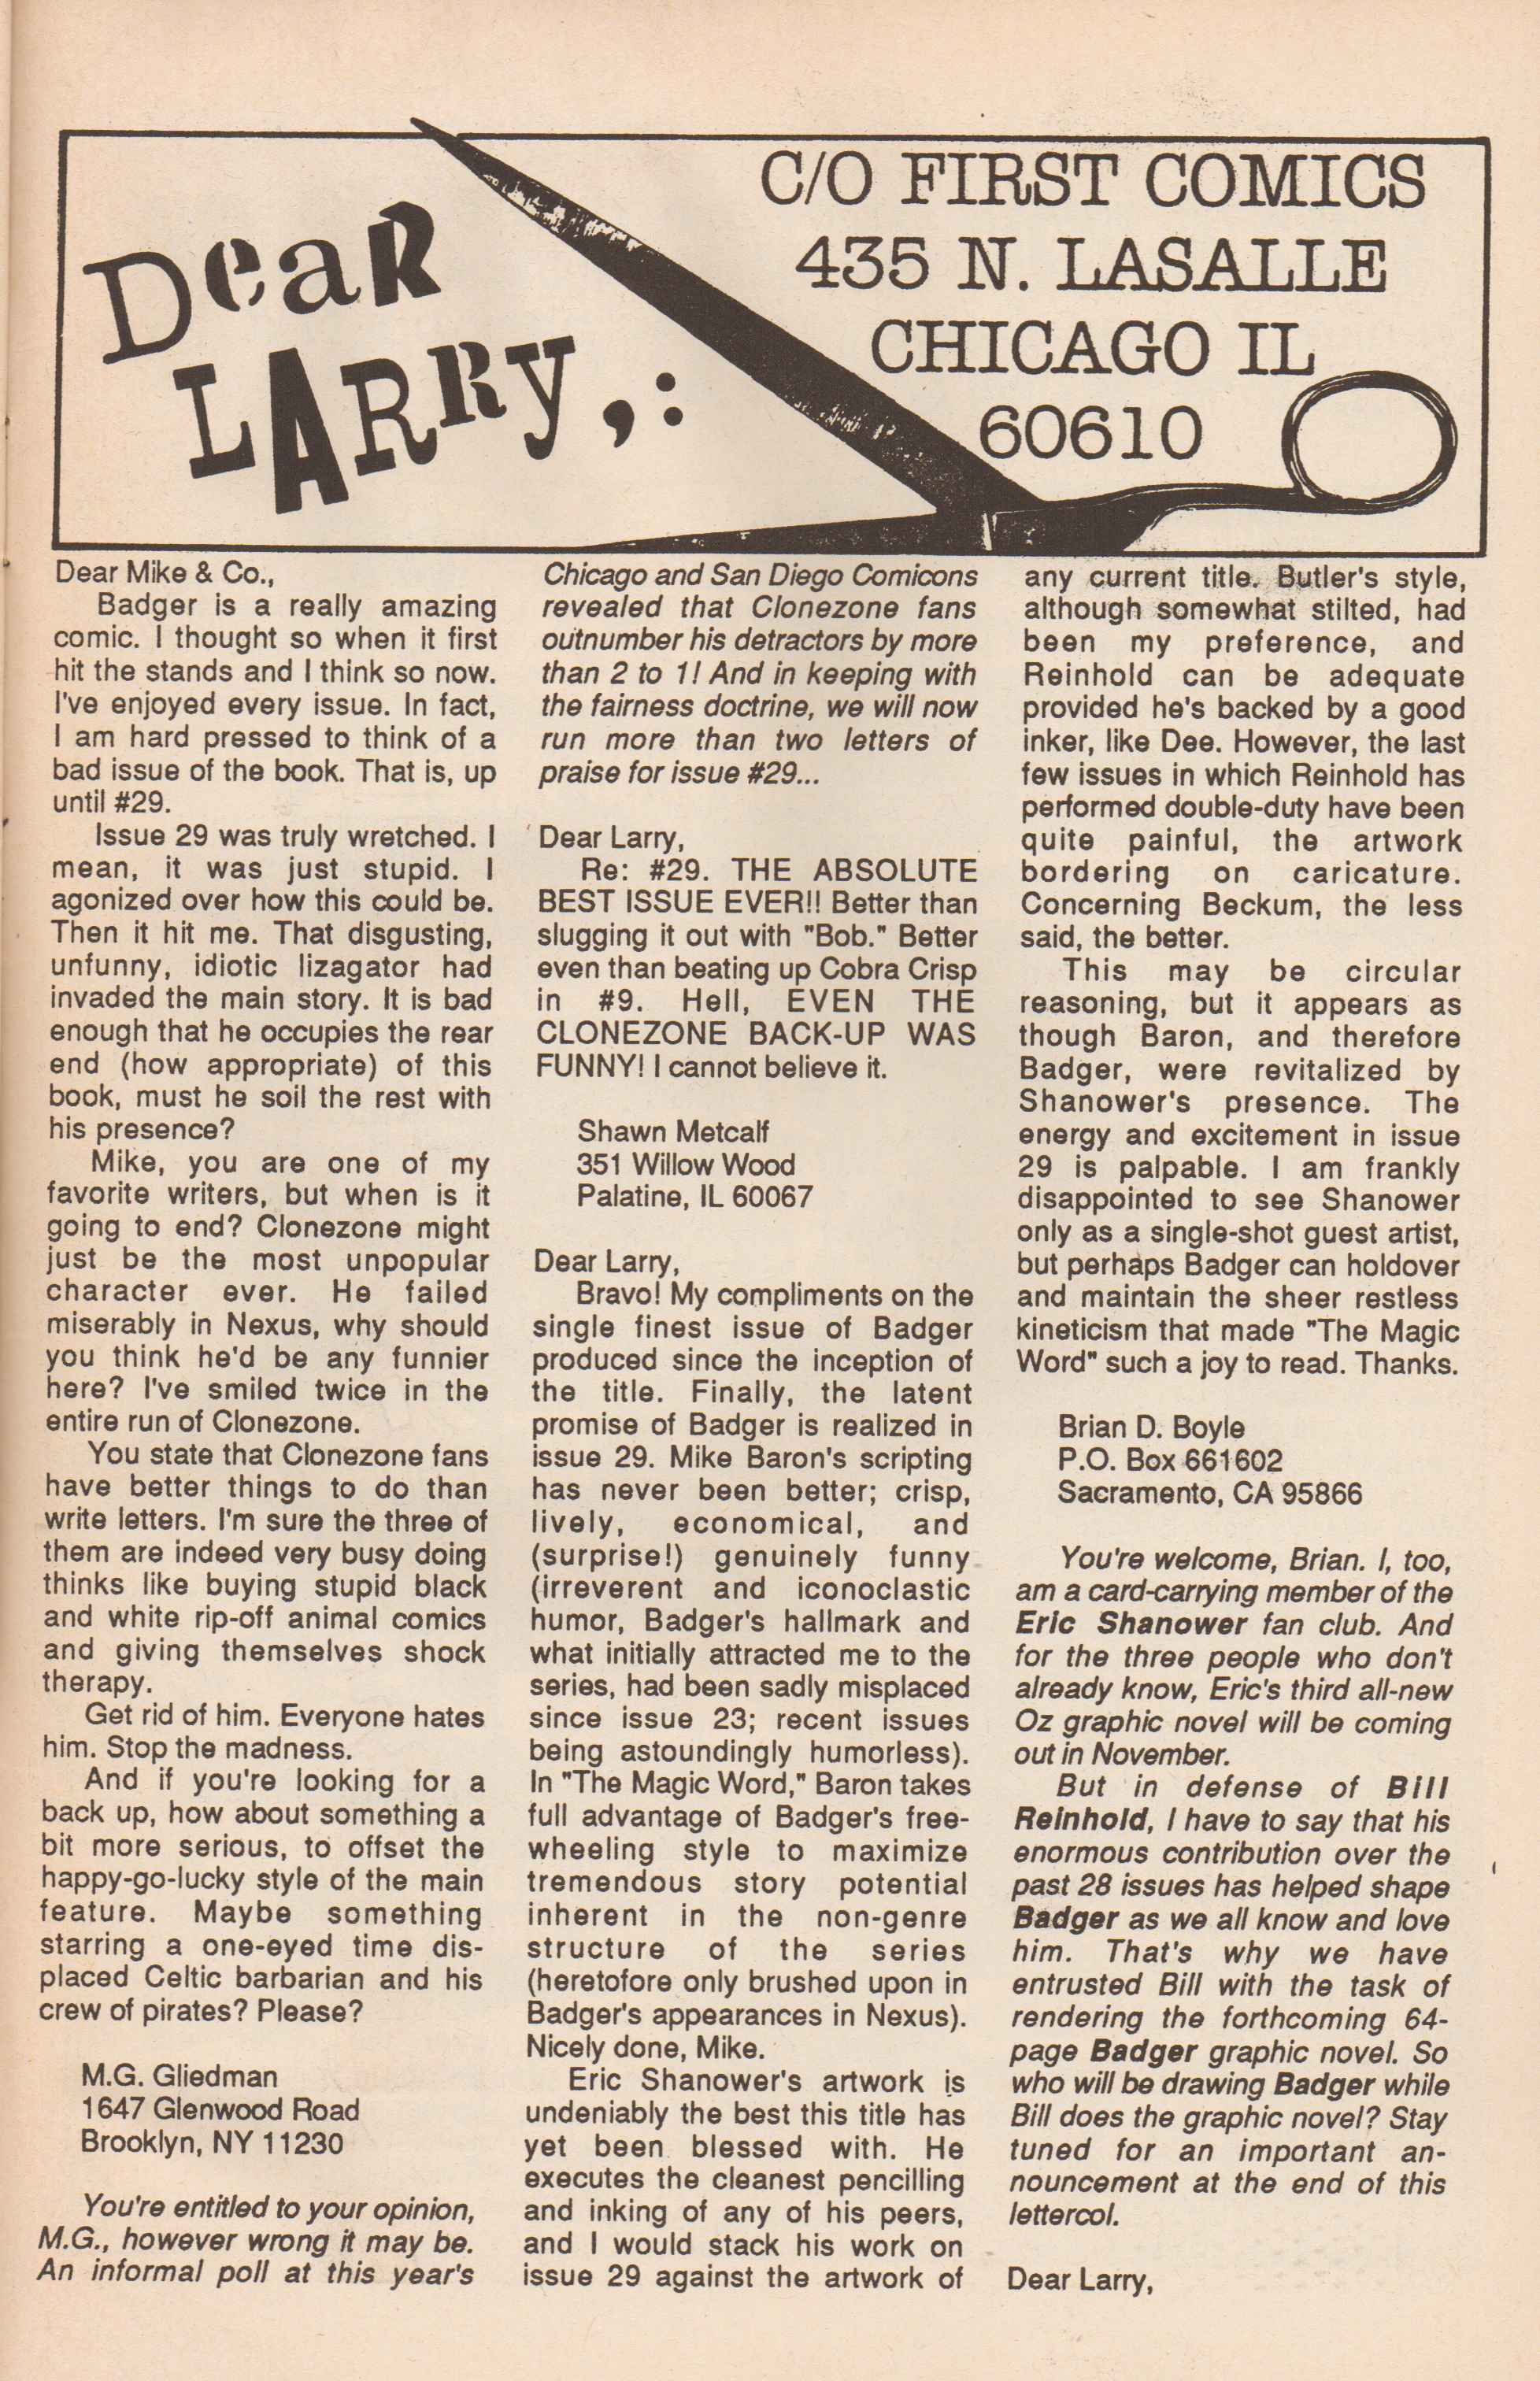 Dear
Larry,:
C/O FIRST COMICS
435 N. LASALLE
CHICAGO IL
60610
Dear Mike & Co.,
Badger is a really amazing
comic. I thought so when it first
hit the stands and I think so now.
I've enjoyed every issue. In fact,
I am hard pressed to think of a
bad issue of the book. That is, up
until #29.
Issue 29 was truly wretched. I
mean, it was just stupid. I
agonized over how this could be.
Then it hit me. That disgusting,
unfunny, idiotic lizagator had
invaded the main story. It is bad
enough that he occupies the rear
end (how appropriate) of this
book, must he soil the rest with
his presence?
Mike, you are one of my
favorite writers, but when is it
going to end? Clonezone might
just be the most unpopular
character ever. He failed
miserably in Nexus, why should
you think he'd be any funnier
here? I've smiled twice in the
entire run of Clonezone.
You state that Clonezone fans
have better things to do than
write letters. I'm sure the three of
them are indeed very busy doing
thinks like buying stupid black
and white rip-off animal comics
and giving themselves shock
therapy.
Get rid of him. Everyone hates
him. Stop the madness.
And if you're looking for a
back up, how about something a
bit more serious, to offset the
happy-go-lucky style of the main
feature. Maybe something
starring a one-eyed time dis-
placed Celtic barbarian and his
crew of pirates? Please?
M.G. Gliedman
1647 Glenwood Road
Brooklyn, NY 11230
You're entitled to your opinion,
M.G., however wrong it may be.
An informal poll at this year's
Chicago and San Diego Comicons
revealed that Clonezone fans
outnumber his detractors by more
than 2 to 1! And in keeping with
the fairness doctrine, we will now
run more than two letters of
praise for issue #29...
Dear Larry,
Re: #29. THE ABSOLUTE
BEST ISSUE EVER!! Better than
slugging it out with "Bob." Better
even than beating up Cobra Crisp
in #9. Hell, EVEN THE
CLONEZONE BACK-UP WAS
FUNNY! I cannot believe it.
Shawn Metcalf
351 Willow Wood
Palatine, IL 60067
Dear Larry,
Bravo! My compliments on the
single finest issue of Badger
produced since the inception of
the title. Finally, the latent
promise of Badger is realized in
issue 29. Mike Baron's scripting
has never been better; crisp,
lively, economical, and
(surprise!) genuinely funny
(irreverent and iconoclastic
humor, Badger's hallmark and
what initially attracted me to the
series, had been sadly misplaced
since issue 23; recent issues
being astoundingly humorless).
In "The Magic Word," Baron takes
full advantage of Badger's free-
wheeling style to maximize
tremendous story potential
inherent in the non-genre
structure of the series
(heretofore only brushed upon in
Badger's appearances in Nexus).
Nicely done, Mike.
Eric Shanower's artwork is
undeniably the best this title has
yet been blessed with. He
executes the cleanest pencilling
and inking of any of his peers,
and I would stack his work on
issue 29 against the artwork of
any current title. Butler's style,
although somewhat stilted, had
been my preference, and
Reinhold can be adequate
provided he's backed by a good
inker, like Dee. However, the last
few issues in which Reinhold has
performed double-duty have been
quite painful, the artwork
bordering on caricature.
Concerning Beckum, the less
said, the better.
This may be circular
reasoning, but it appears as
though Baron, and therefore
Badger, were revitalized by
Shanower's presence. The
energy and excitement in issue
29 is palpable. I am frankly
disappointed to see Shanower
only as a single-shot guest artist,
but perhaps Badger can holdover
and maintain the sheer restless
kineticism that made "The Magic
Word" such a joy to read. Thanks.
Brian D. Boyle
P.O. Box 661602
Sacramento, CA 95866
You're welcome, Brian. I, too,
am a card-carrying member of the
Eric Shanower fan club. And
for the three people who don't
already know, Eric's third all-new
Oz graphic novel will be coming
out in November.
But in defense of Bill
Reinhold, I have to say that his
enormous contribution over the
past 28 issues has helped shape
Badger as we all know and love
him. That's why we have
entrusted Bill with the task of
rendering the forthcoming 64-
page Badger graphic novel. So
who will be drawing Badger while
Bill does the graphic novel? Stay
tuned for an important an-
nouncement at the end of this
lettercol.
Dear Larry,